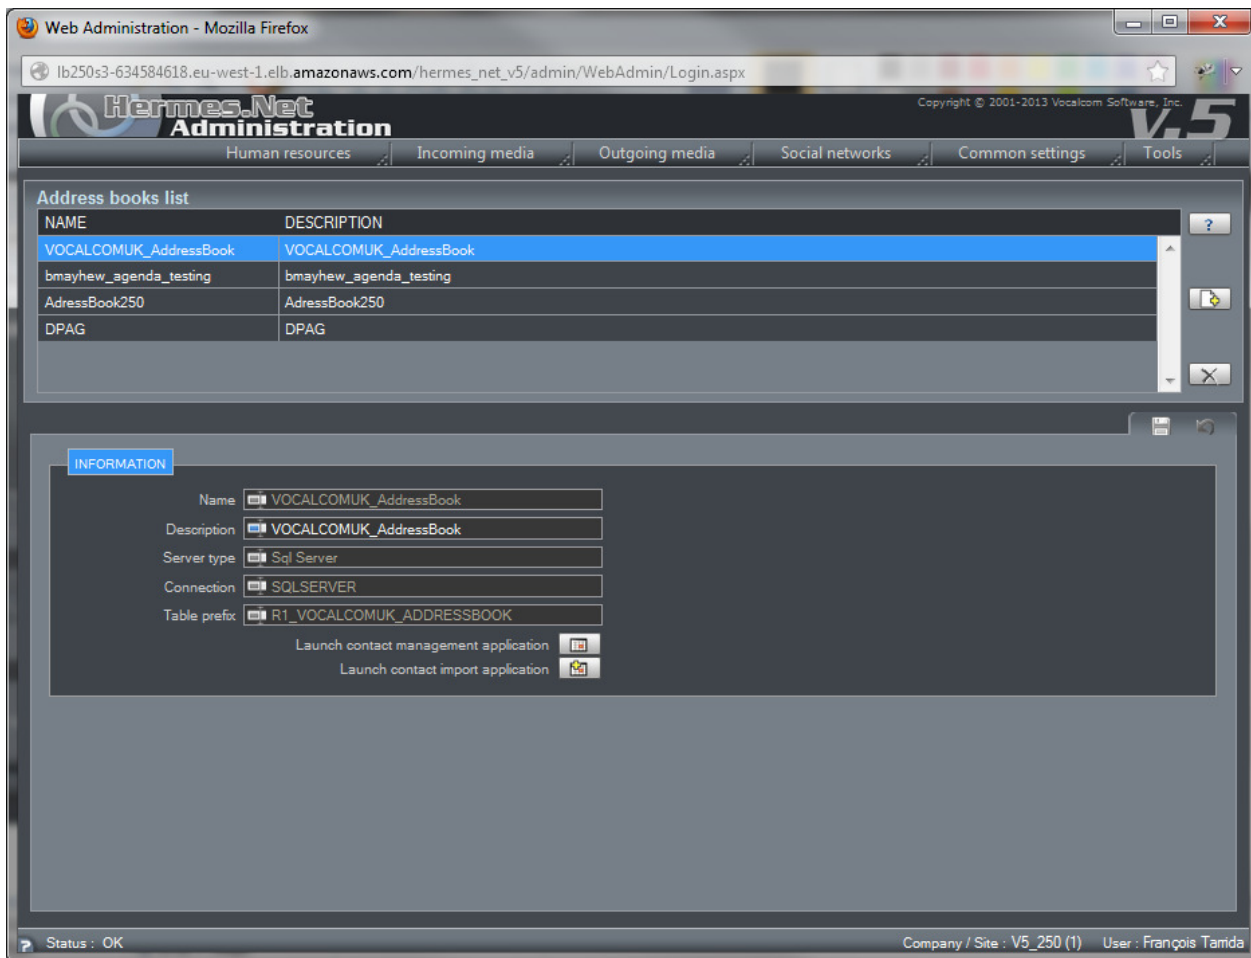 Web Administration - Mozilla Firefox
lb250s3-634584618.eu-west-1.elb.amazonaws.com/hermes_net_v5/admin/WebAdmin/Login.aspx
Hermes.Net
Administration
Copyright © 2001-2013 Vocalcom Software, Inc.
V.5
Human resources Incoming media Outgoing media Social networks Common settings Tools
Address books list
NAME DESCRIPTION
VOCALCOMUK_AddressBook VOCALCOMUK_AddressBook
bmayhew_agenda_testing bmayhew_agenda_testing
AdressBook250 AdressBook250
DPAG DPAG
INFORMATION
Name VOCALCOMUK_AddressBook
Description VOCALCOMUK_AddressBook
Server type Sql Server
Connection SQLSERVER
Table prefix R1_VOCALCOMUK_ADDRESSBOOK
Launch contact management application
Launch contact import application
Status : OK Company / Site : V5_250 (1) User : François Tarrida